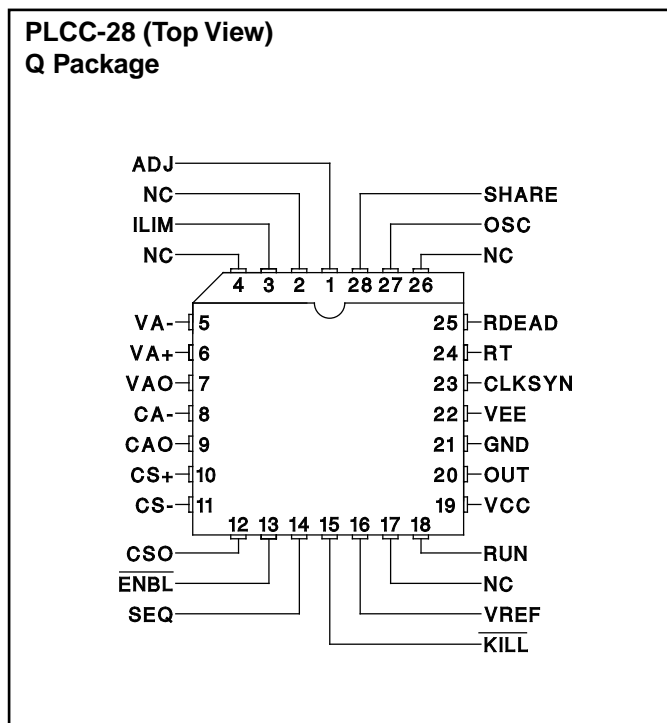 PLCC-28 (Top View)
Q Package
ADJ
NC
ILIM
NC
SHARE
OSC
NC
4 3 2 1 28 27 26
VA- 5
VA+ 6
VAO 7
CA- 8
CAO 9
CS+ 10
CS- 11
25 RDEAD
24 RT
23 CLKSYN
22 VEE
21 GND
20 OUT
19 VCC
12 13 14 15 16 17 18
CSO
ENBL
SEQ
RUN
NC
VREF
KILL